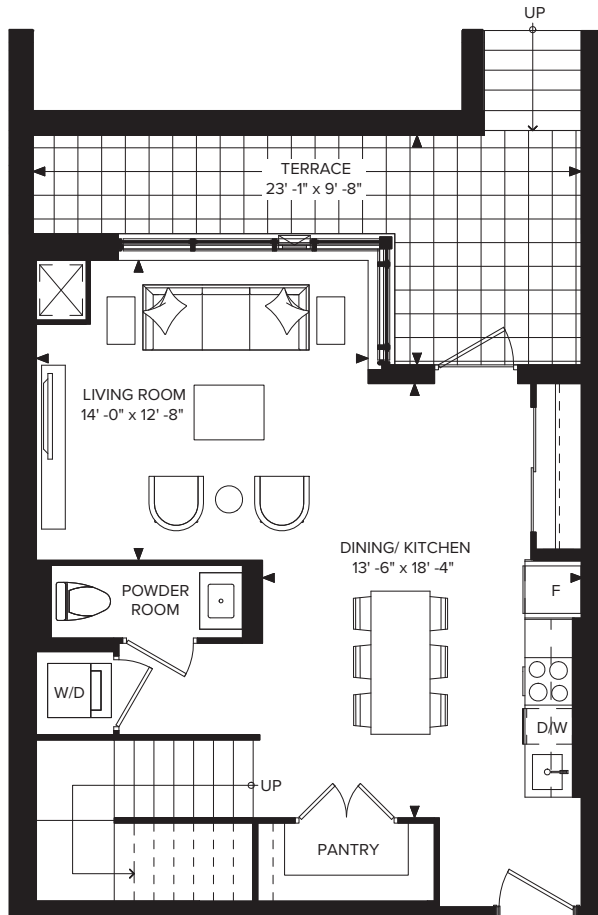 UP
TERRACE
23' -1" x 9' -8"
LIVING ROOM
14' -0" x 12' -8"
DINING/ KITCHEN
13' -6" x 18' -4"
POWDER
ROOM
F
W/D
D/W
UP
PANTRY